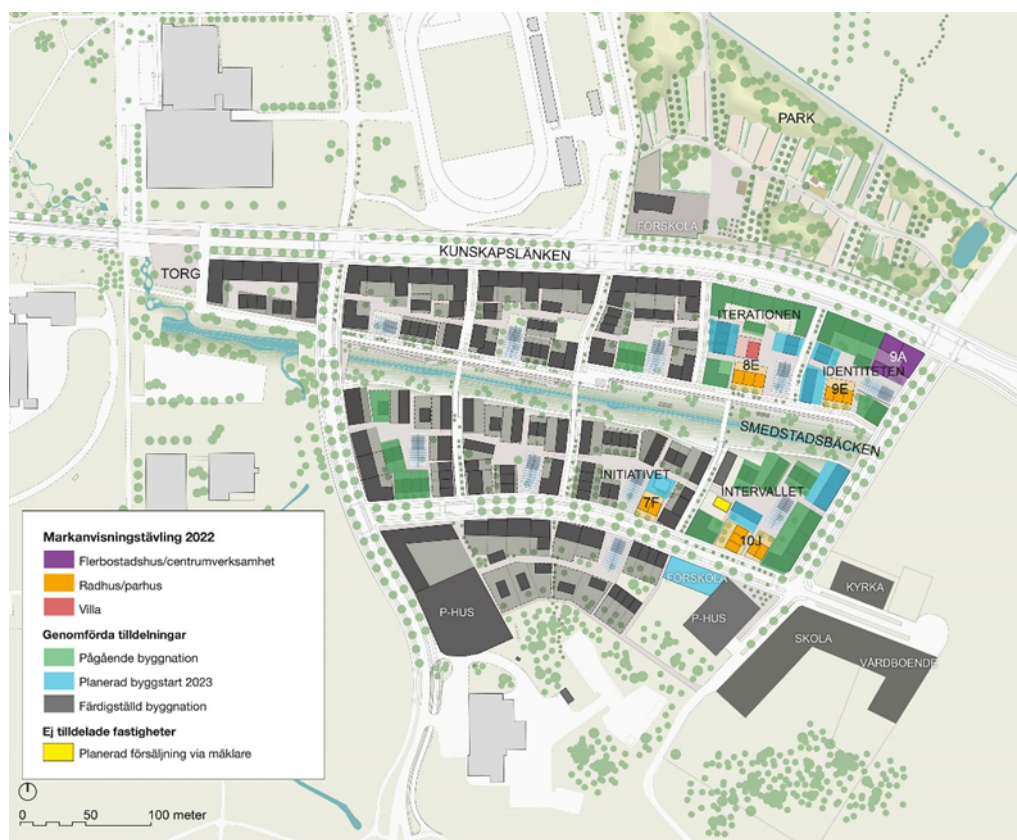 PARK
FÖRSKOLA
KUNSKAPSLÄNKEN
TORG
ITERATIONEN
8E
9A
IDENTITETEN
9E
SMEDSTADSBÄCKEN
INITIATIVET
7F
INTERVALLET
10J
FÖRSKOLA
P-HUS
P-HUS
KYRKA
SKOLA
VÅRDBOENDE
Markanvisningstävling 2022
Flerbostadshus/centrumverksamhet
Radhus/parhus
Villa
Genomförda tilldelningar
Pågående byggnation
Planerad byggstart 2023
Färdigställd byggnation
Ej tilldelade fastigheter
Planerad försäljning via mäklare
0 50 100 meter